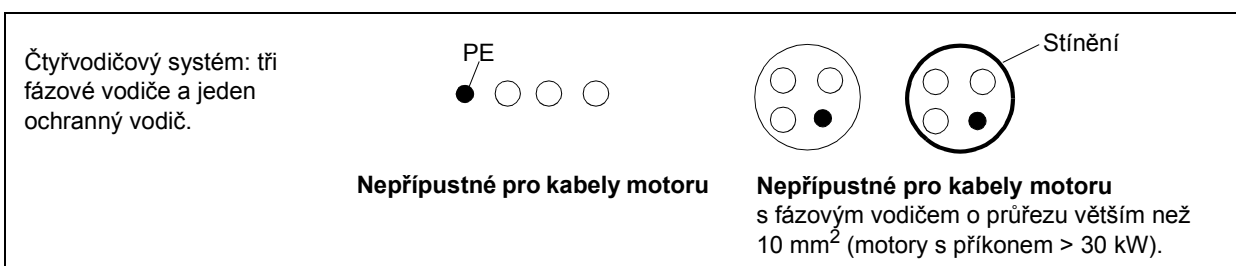 Čtyřvodičový systém: tři
fázové vodiče a jeden
ochranný vodič.
PE
Stínění
Nepřípustné pro kabely motoru
Nepřípustné pro kabely motoru
s fázovým vodičem o průřezu větším než
10 mm2 (motory s příkonem > 30 kW).